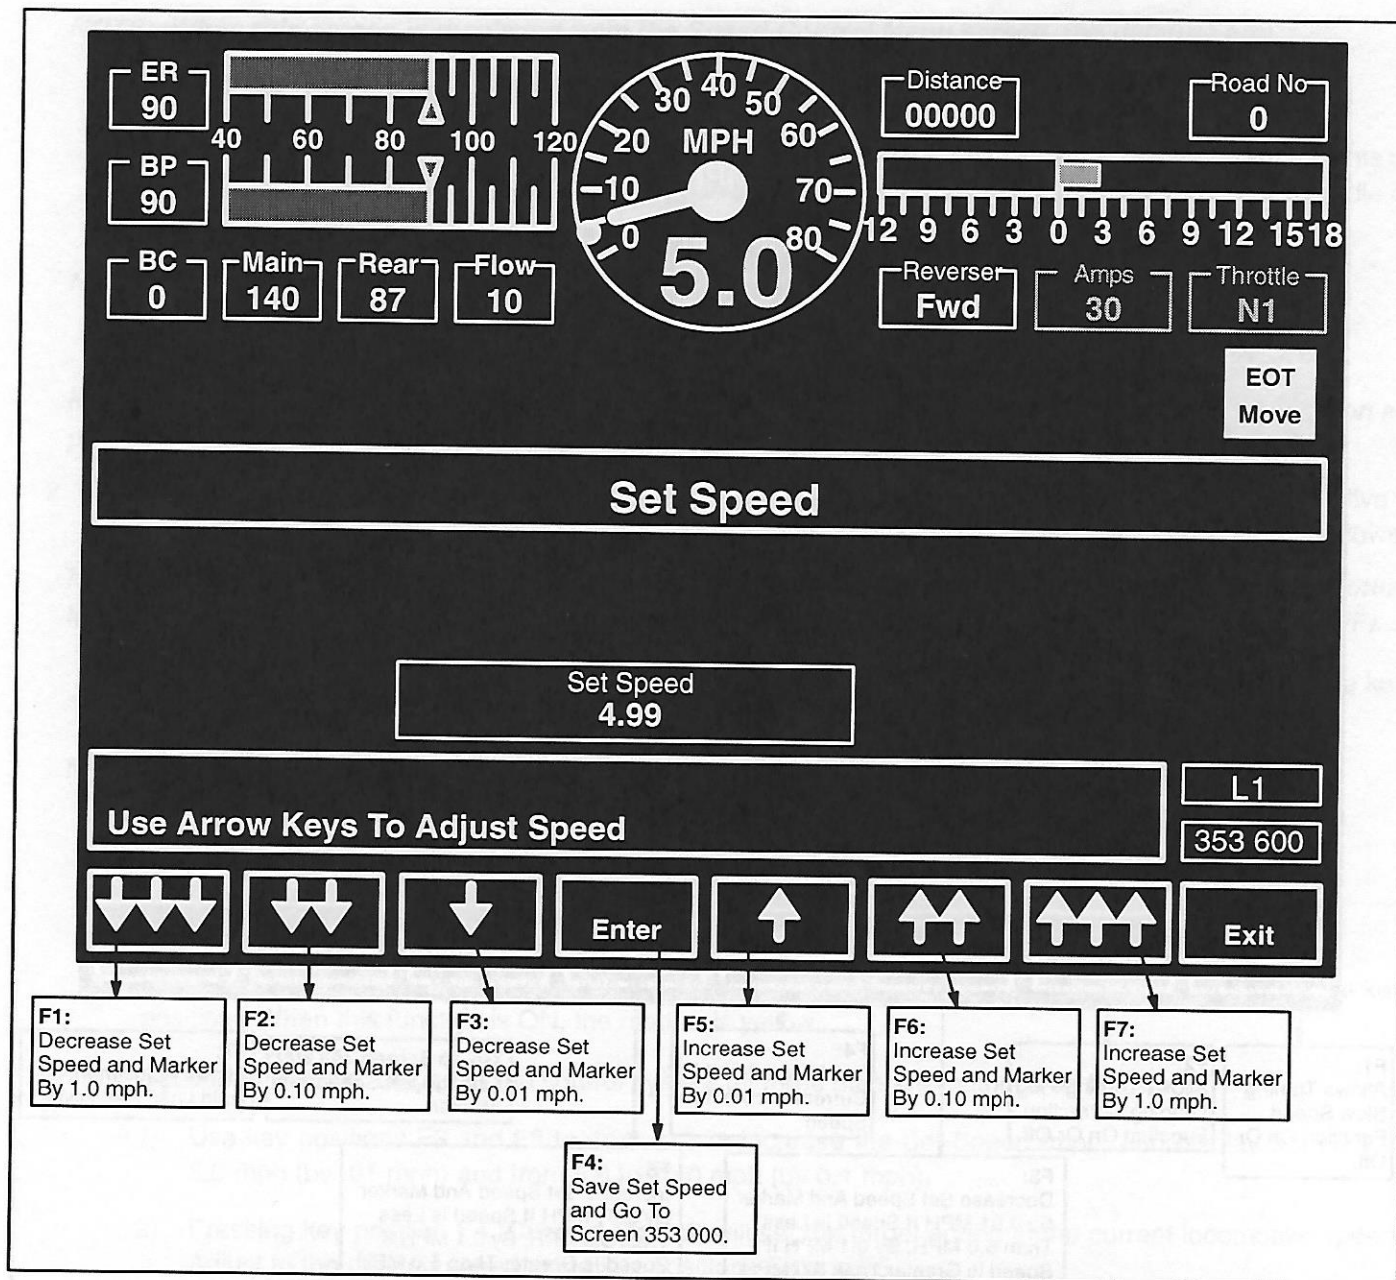 ER
90
40 60 80 100 120
BP
90
BC
0
Main
140
Rear
87
Flow
10
0 10 20 30 40 50 60 70 80
MPH
5.0
Distance
00000
Road No
0
12 9 6 3 0 3 6 9 12 15 18
Reverser
Fwd
Amps
30
Throttle
N1
EOT
Move
Set Speed
Set Speed
4.99
Use Arrow Keys To Adjust Speed
L1
353 600
Enter
Exit
F1:
Decrease Set
Speed and Marker
By 1.0 mph.
F2:
Decrease Set
Speed and Marker
By 0.10 mph.
F3:
Decrease Set
Speed and Marker
By 0.01 mph.
F5:
Increase Set
Speed and Marker
By 0.01 mph.
F6:
Increase Set
Speed and Marker
By 0.10 mph.
F7:
Increase Set
Speed and Marker
By 1.0 mph.
F4:
Save Set Speed
and Go To
Screen 353 000.